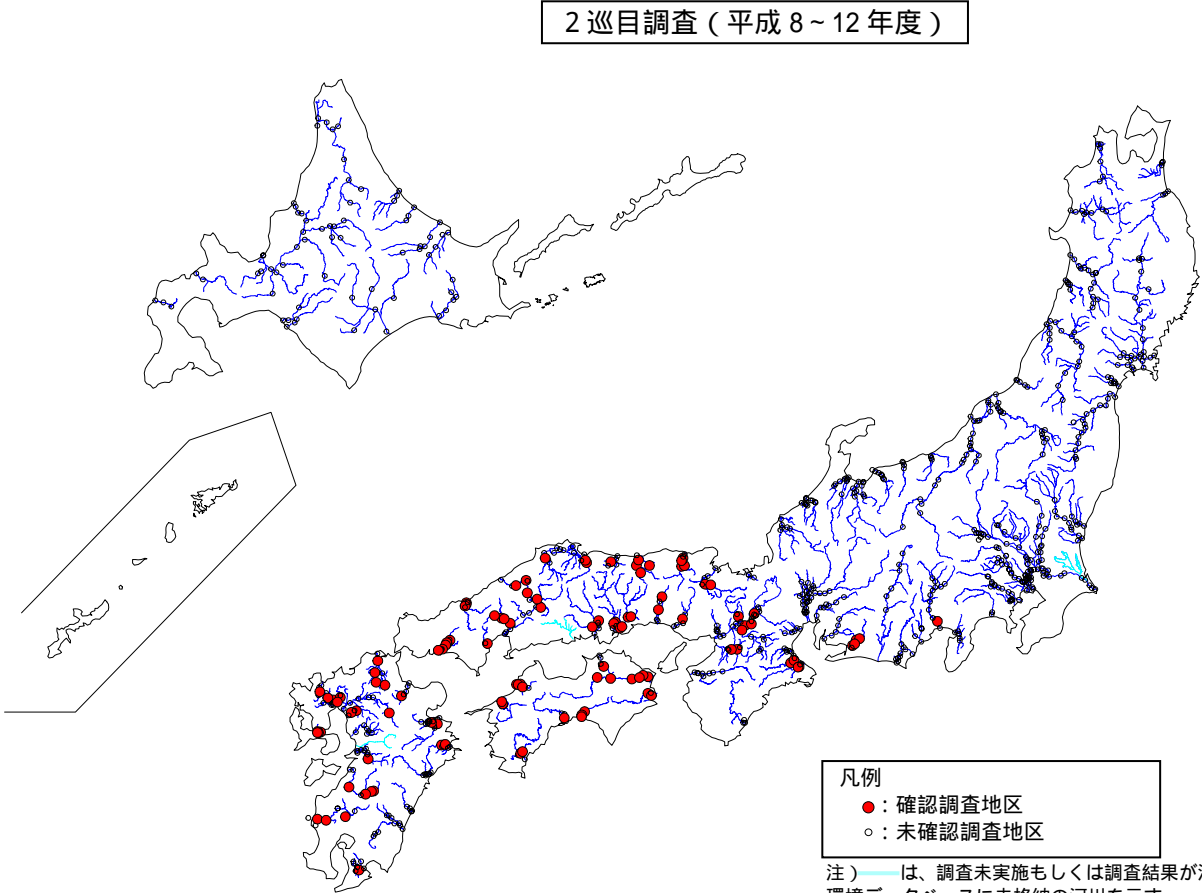 2巡目調査（平成8~12年度）
凡例
●：確認調査地区
○：未確認調査地区
注）━━は、調査未実施もしくは調査結果が